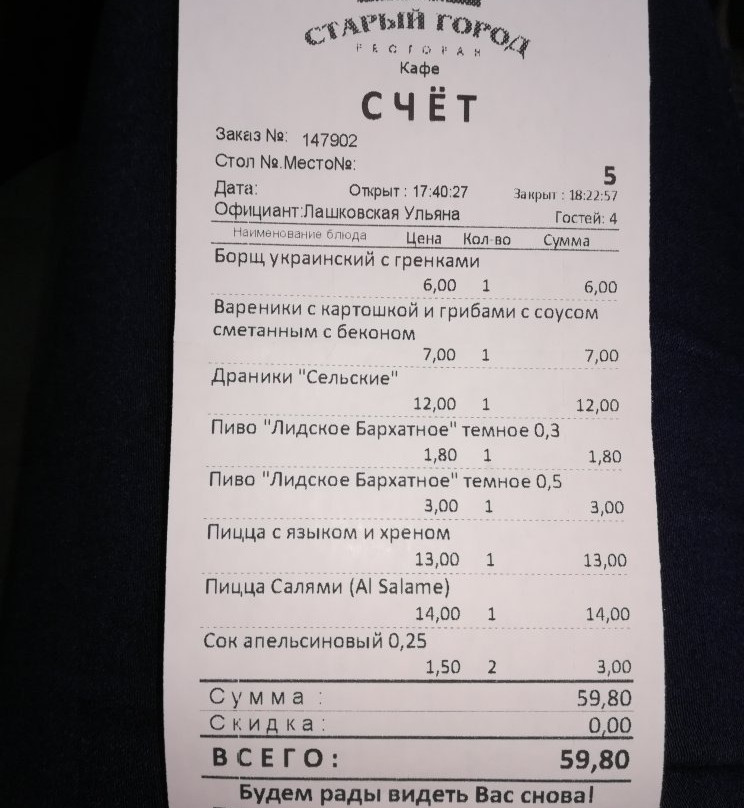 СТАРЫЙ ГОРОД
РЕСТОРАН
Кафе
СЧЁТ
Заказ №: 147902
Стол №.Место№: 5
Дата: Открыт : 17:40:27 Закрыт : 18:22:57
Официант:Лашковская Ульяна Гостей: 4
Наименование блюда Цена Кол-во Сумма
Борщ украинский с гренками
6,00 1 6,00
Вареники с картошкой и грибами с соусом
сметанным с беконом
7,00 1 7,00
Драники "Сельские"
12,00 1 12,00
Пиво "Лидское Бархатное" темное 0,3
1,80 1 1,80
Пиво "Лидское Бархатное" темное 0,5
3,00 1 3,00
Пицца с языком и хреном
13,00 1 13,00
Пицца Салями (Al Salame)
14,00 1 14,00
Сок апельсиновый 0,25
1,50 2 3,00
Сумма : 59,80
Скидка: 0,00
ВСЕГО: 59,80
Будем рады видеть Вас снова!